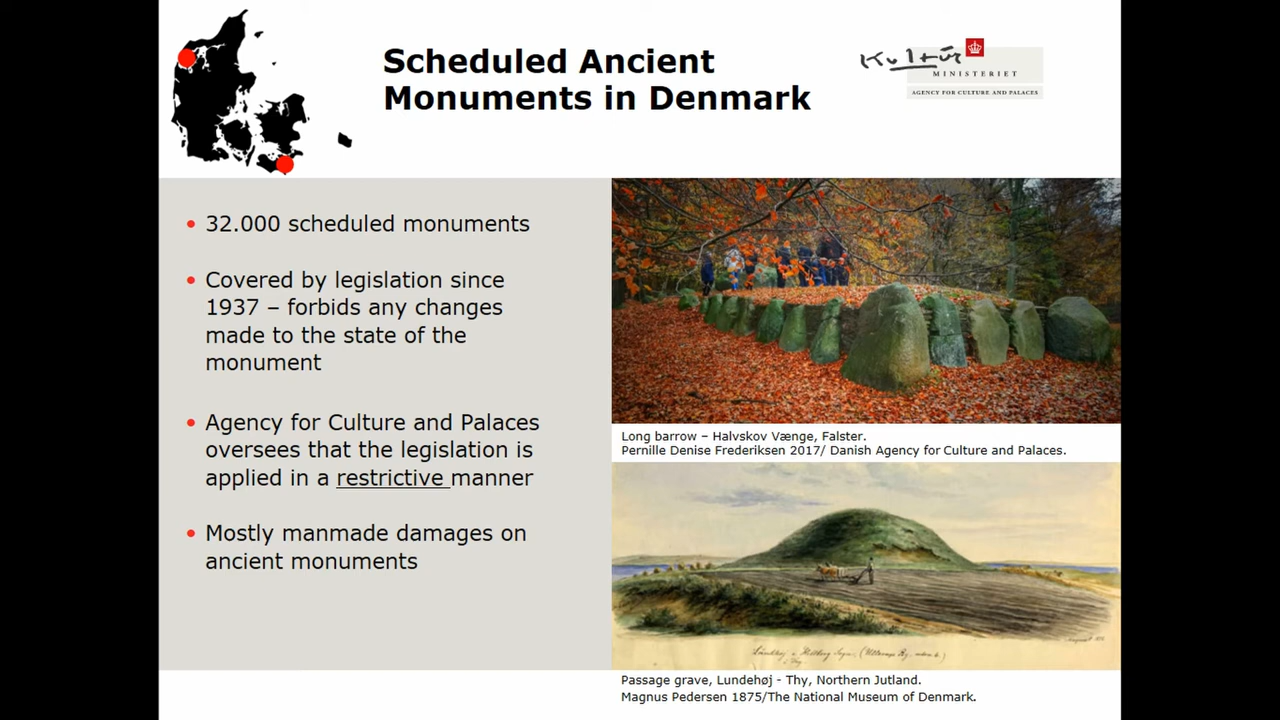 Scheduled Ancient
Monuments in Denmark
Kultur
MINISTERIET
AGENCY FOR CULTURE AND PALACES
• 32.000 scheduled monuments
• Covered by legislation since
1937 – forbids any changes
made to the state of the
monument
• Agency for Culture and Palaces
oversees that the legislation is
applied in a restrictive manner
• Mostly manmade damages on
ancient monuments
Long barrow – Halvskov Vænge, Falster.
Pernille Denise Frederiksen 2017/ Danish Agency for Culture and Palaces.
Passage grave, Lundehøj - Thy, Northern Jutland.
Magnus Pedersen 1875/The National Museum of Denmark.